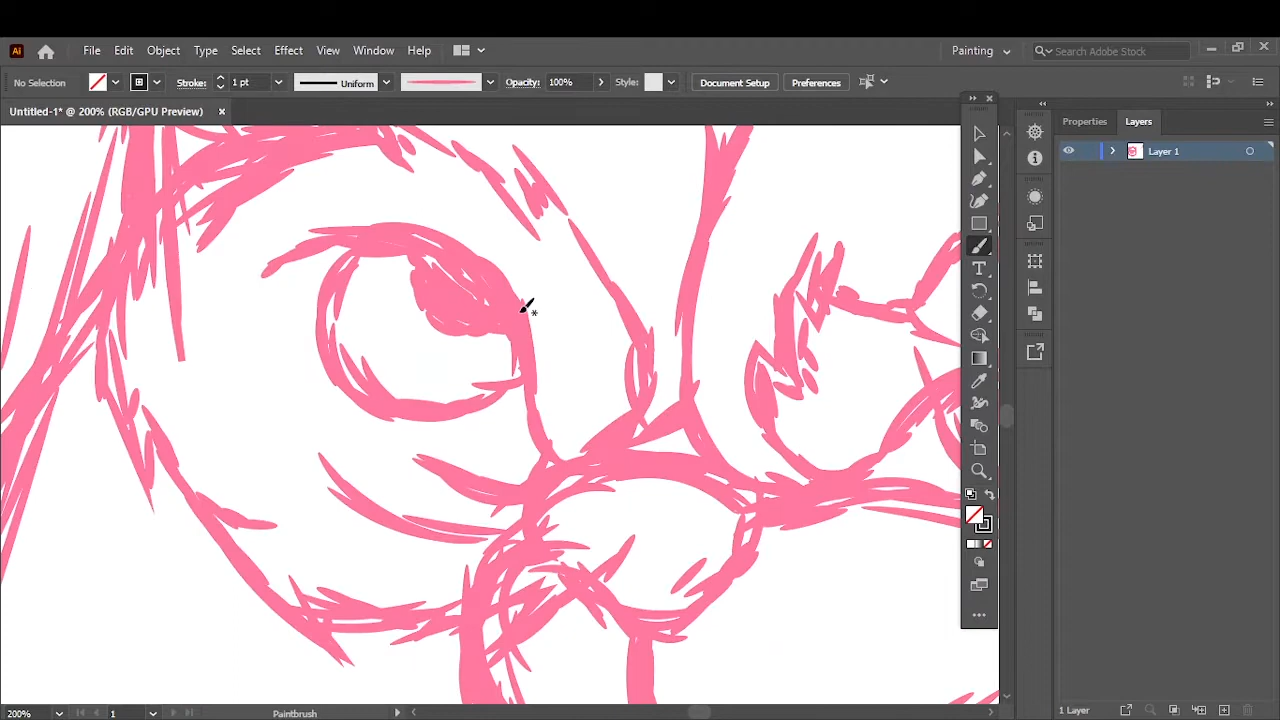 Ai File Edit Object Type Select Effect View Window Help Painting Search Adobe Stock
No Selection Stroke: 1 pt Uniform Opacity: 100% Style: Document Setup Preferences
Untitled-1* @ 200% (RGB/GPU Preview)
Properties Layers
Layer 1
200% 1 Paintbrush 1 Layer